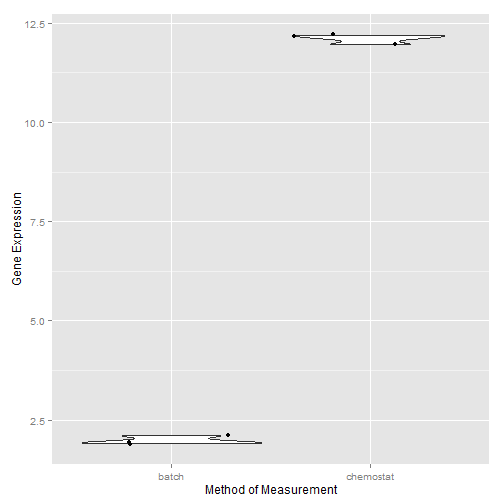 12.5
10.0
7.5
5.0
2.5
Gene Expression
batch chemostat
Method of Measurement